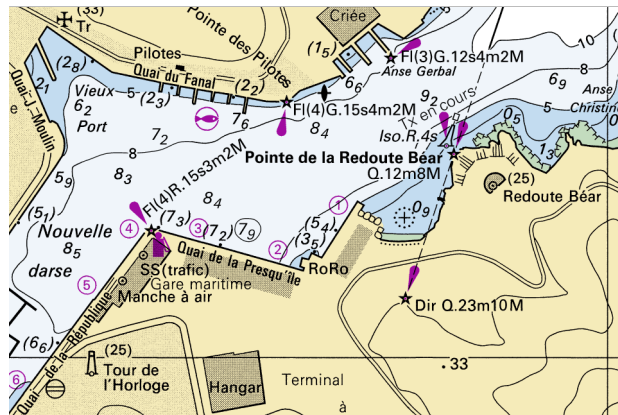 (33)
Tr
Pointe des Pilotes
Criée
(1₅)
Fl(3)G.12s4m2M
Anse Gerbal
10
Pilotes
Quai du Fanal
(2₈)
2₁
Vieux
Port
6₂
5
(2₃)
(2₂)
7₆
6₆
8
6₉
Anse
Christine
Quai J. Moulin
Fl(4)G.15s4m2M
9₂
Tx en cours
Iso.R.4s
0₅
1₃
7₂
8₄
8
8₃
5₉
Pointe de la Redoute Béar
Q.12m8M
(25)
Redoute Béar
Fl(4)R.15s3m2M
8₄
(5₁)
Nouvelle
darse
8₅
4
(7₃)
3
(7₂)
7₉
1
(5₄)
(3₅)
2
0₉
Quai de la Presqu'île
RoRo
SS(trafic)
Gare maritime
Manche à air
5
Dir Q.23m10M
Quai de la République
(6₆)
6
(25)
Tour de
l'Horloge
Hangar
Terminal
à
33